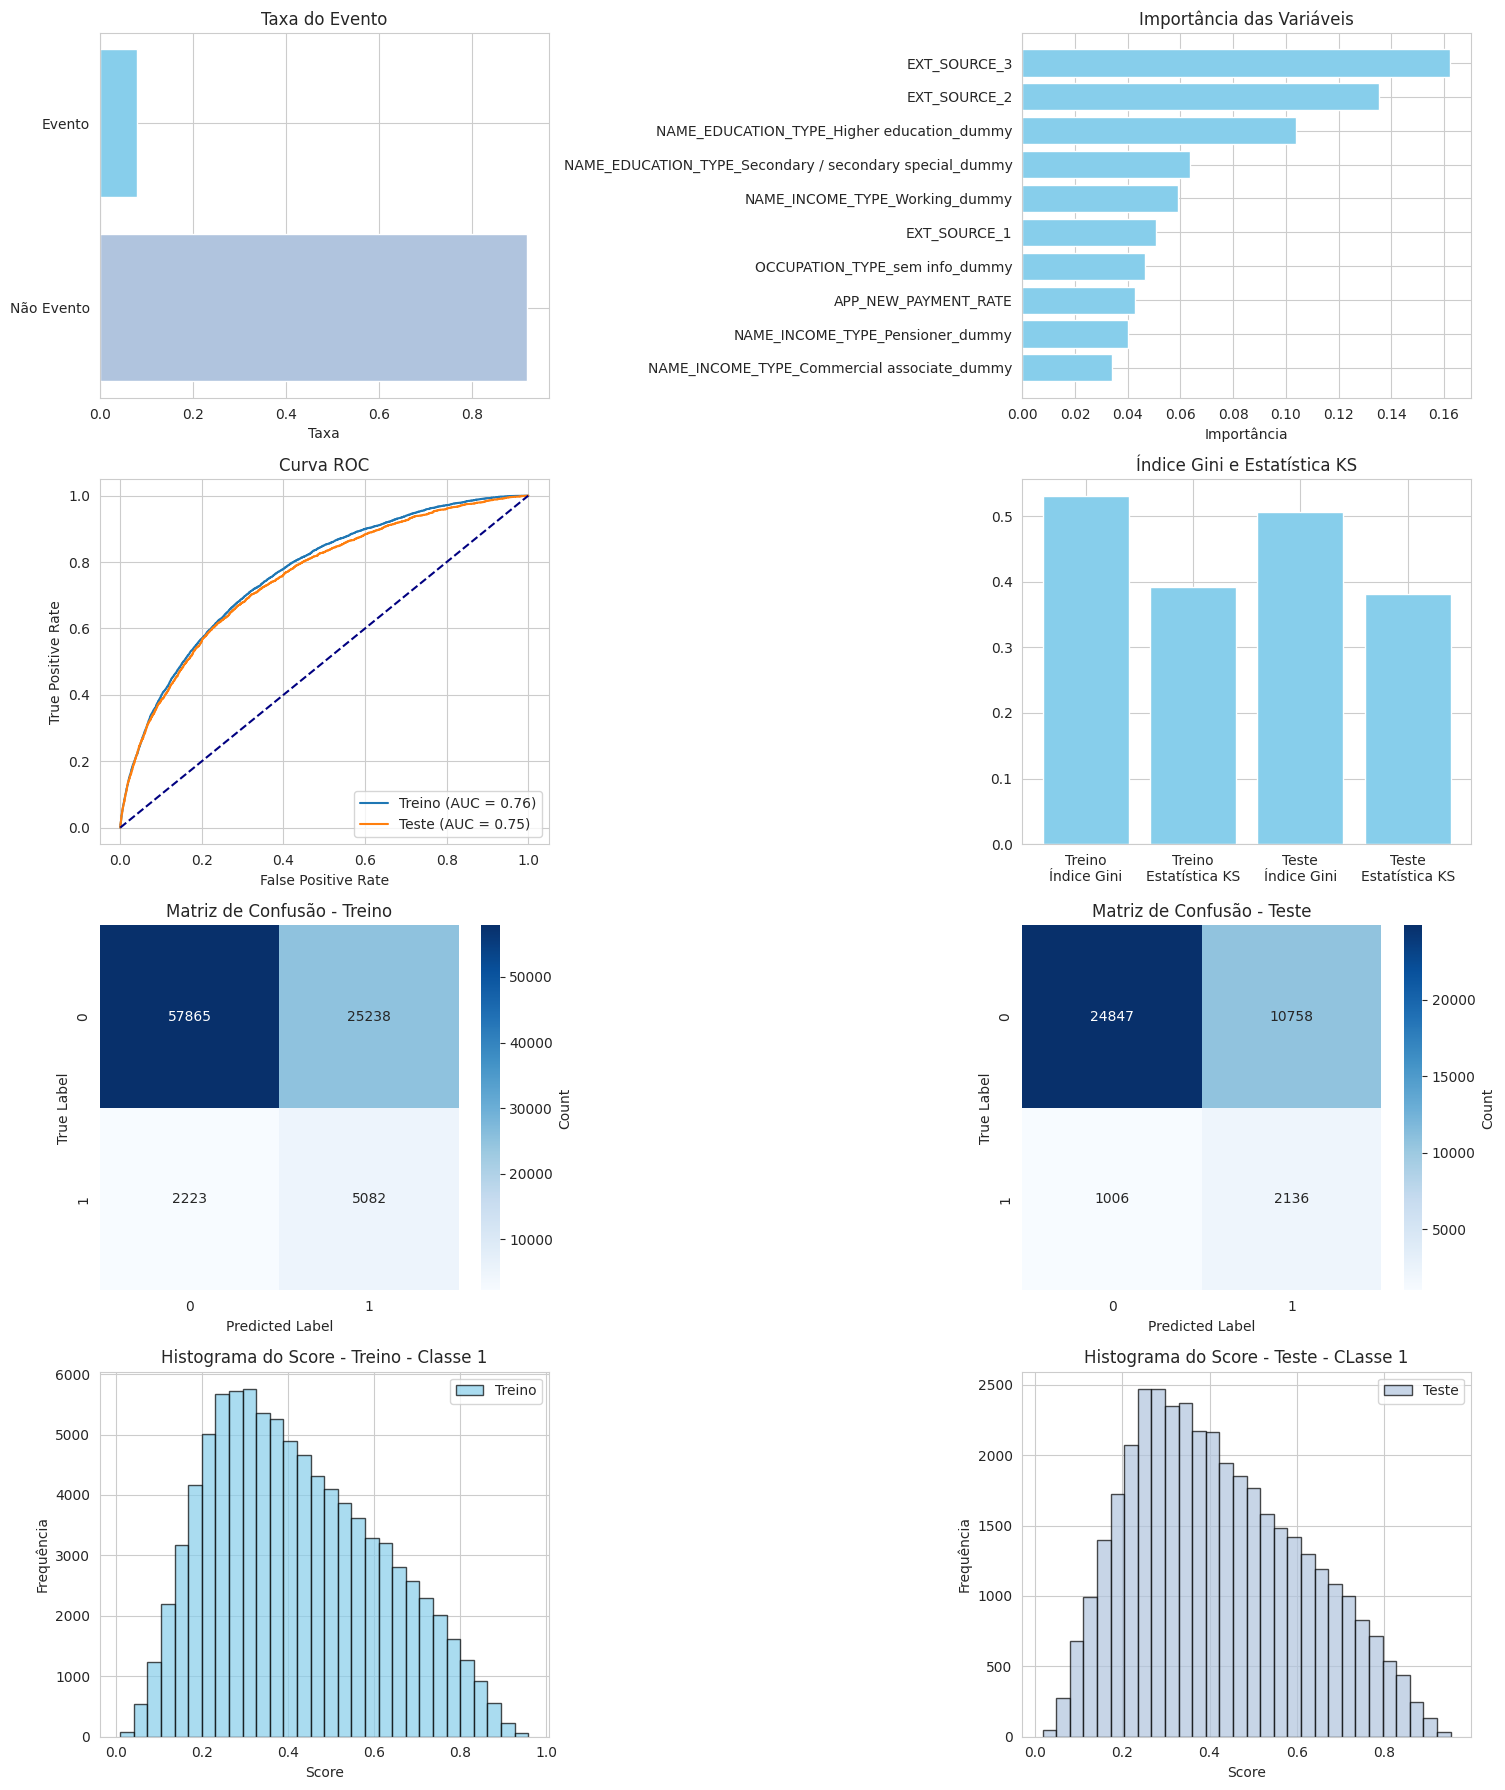 Taxa do Evento
Evento
Não Evento
0.0 0.2 0.4 0.6 0.8
Taxa
Importância das Variáveis
EXT_SOURCE_3
EXT_SOURCE_2
NAME_EDUCATION_TYPE_Higher education_dummy
NAME_EDUCATION_TYPE_Secondary / secondary special_dummy
NAME_INCOME_TYPE_Working_dummy
EXT_SOURCE_1
OCCUPATION_TYPE_sem info_dummy
APP_NEW_PAYMENT_RATE
NAME_INCOME_TYPE_Pensioner_dummy
NAME_INCOME_TYPE_Commercial associate_dummy
0.00 0.02 0.04 0.06 0.08 0.10 0.12 0.14 0.16
Importância
Curva ROC
True Positive Rate
1.0
0.8
0.6
0.4
0.2
0.0
Treino (AUC = 0.76)
Teste (AUC = 0.75)
0.0 0.2 0.4 0.6 0.8 1.0
False Positive Rate
Índice Gini e Estatística KS
0.5
0.4
0.3
0.2
0.1
0.0
Treino
Índice Gini
Treino
Estatística KS
Teste
Índice Gini
Teste
Estatística KS
Matriz de Confusão - Treino
True Label
0
1
57865 25238
2223 5082
0 1
Predicted Label
50000
40000
30000
20000
10000
Count
Matriz de Confusão - Teste
True Label
0
1
24847 10758
1006 2136
0 1
Predicted Label
20000
15000
10000
5000
Count
Histograma do Score - Treino - Classe 1
Frequência
6000
5000
4000
3000
2000
1000
0
Treino
0.0 0.2 0.4 0.6 0.8 1.0
Score
Histograma do Score - Teste - CLasse 1
Frequência
2500
2000
1500
1000
500
0
Teste
0.0 0.2 0.4 0.6 0.8
Score